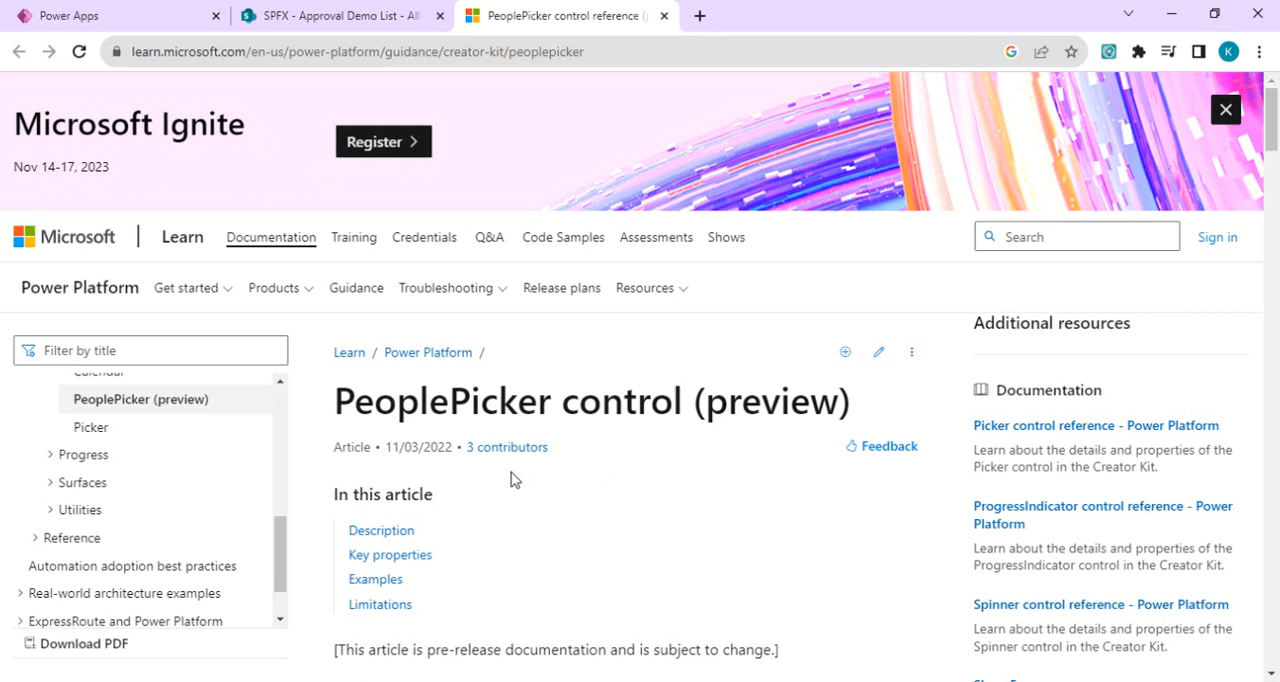 Power Apps
SPFX - Approval Demo List - All
PeoplePicker control reference (
learn.microsoft.com/en-us/power-platform/guidance/creator-kit/peoplepicker
K
Microsoft Ignite
Nov 14-17, 2023
Register
Microsoft
Learn
Documentation
Training
Credentials
Q&A
Code Samples
Assessments
Shows
Search
Sign in
Power Platform
Get started
Products
Guidance
Troubleshooting
Release plans
Resources
Filter by title
Calendar
PeoplePicker (preview)
Picker
Progress
Surfaces
Utilities
Reference
Automation adoption best practices
Real-world architecture examples
ExpressRoute and Power Platform
Download PDF
Learn / Power Platform /
PeoplePicker control (preview)
Article • 11/03/2022 • 3 contributors
Feedback
In this article
Description
Key properties
Examples
Limitations
[This article is pre-release documentation and is subject to change.]
Additional resources
Documentation
Picker control reference - Power Platform
Learn about the details and properties of the
Picker control in the Creator Kit.
ProgressIndicator control reference - Power
Platform
Learn about the details and properties of the
ProgressIndicator control in the Creator Kit.
Spinner control reference - Power Platform
Learn about the details and properties of the
Spinner control in the Creator Kit.